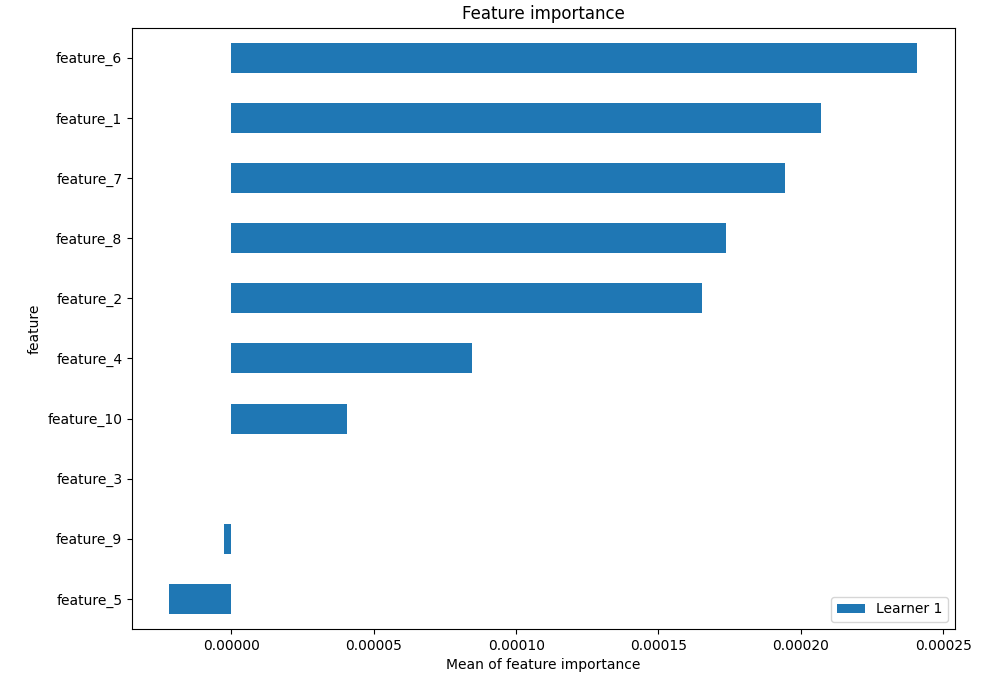 Feature importance
feature_6
feature_1
feature_7
feature_8
feature_2
feature_4
feature_10
feature_3
feature_9
feature_5
feature
Learner 1
0.00000 0.00005 0.00010 0.00015 0.00020 0.00025
Mean of feature importance